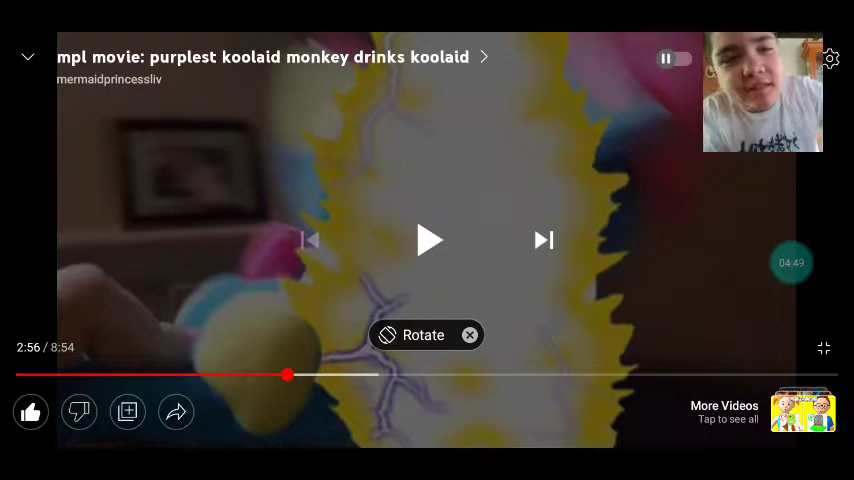 mpl movie: purplest koolaid monkey drinks koolaid
mermaidprincessliv
04:49
Rotate
2:56 / 8:54
More Videos
Tap to see all